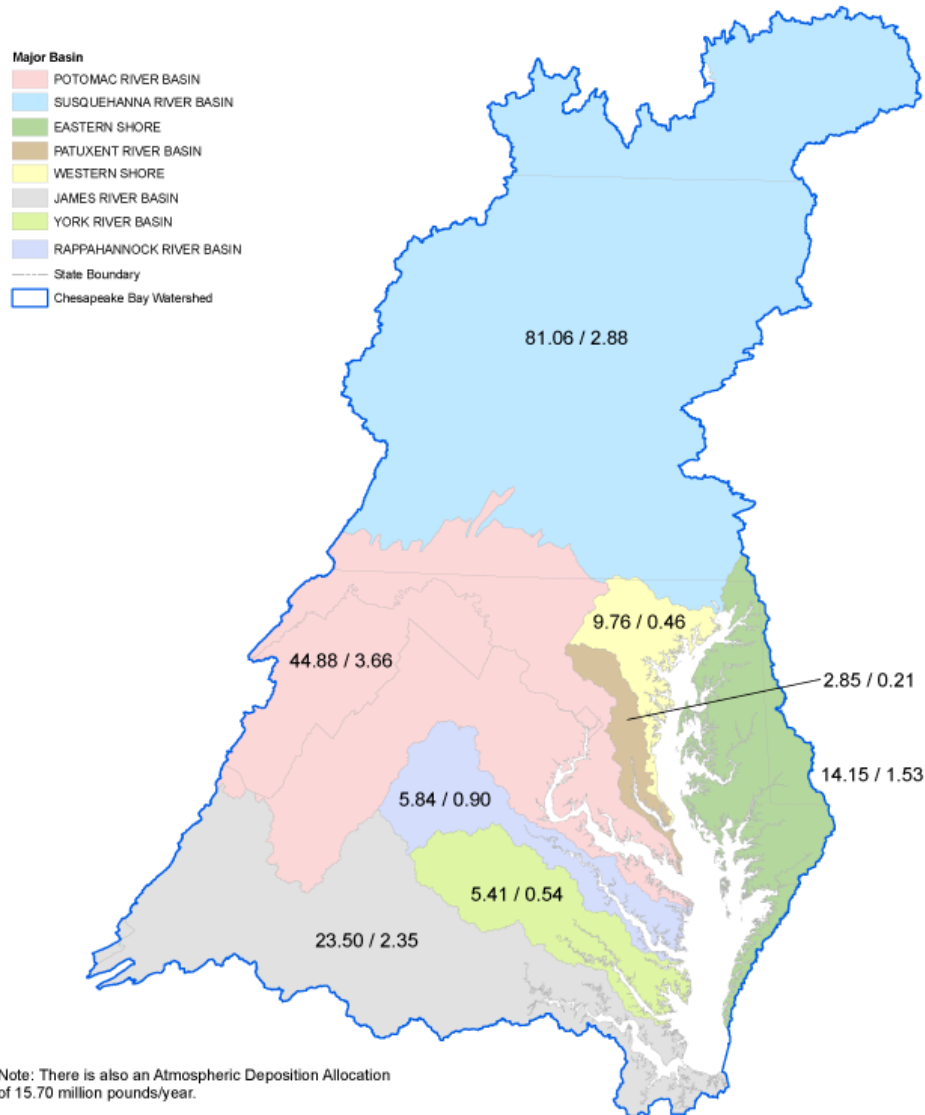 Major Basin
POTOMAC RIVER BASIN
SUSQUEHANNA RIVER BASIN
EASTERN SHORE
PATUXENT RIVER BASIN
WESTERN SHORE
JAMES RIVER BASIN
YORK RIVER BASIN
RAPPAHANNOCK RIVER BASIN
State Boundary
Chesapeake Bay Watershed
81.06 / 2.88
9.76 / 0.46
44.88 / 3.66
2.85 / 0.21
14.15 / 1.53
5.84 / 0.90
5.41 / 0.54
23.50 / 2.35
Note: There is also an Atmospheric Deposition Allocation
of 15.70 million pounds/year.